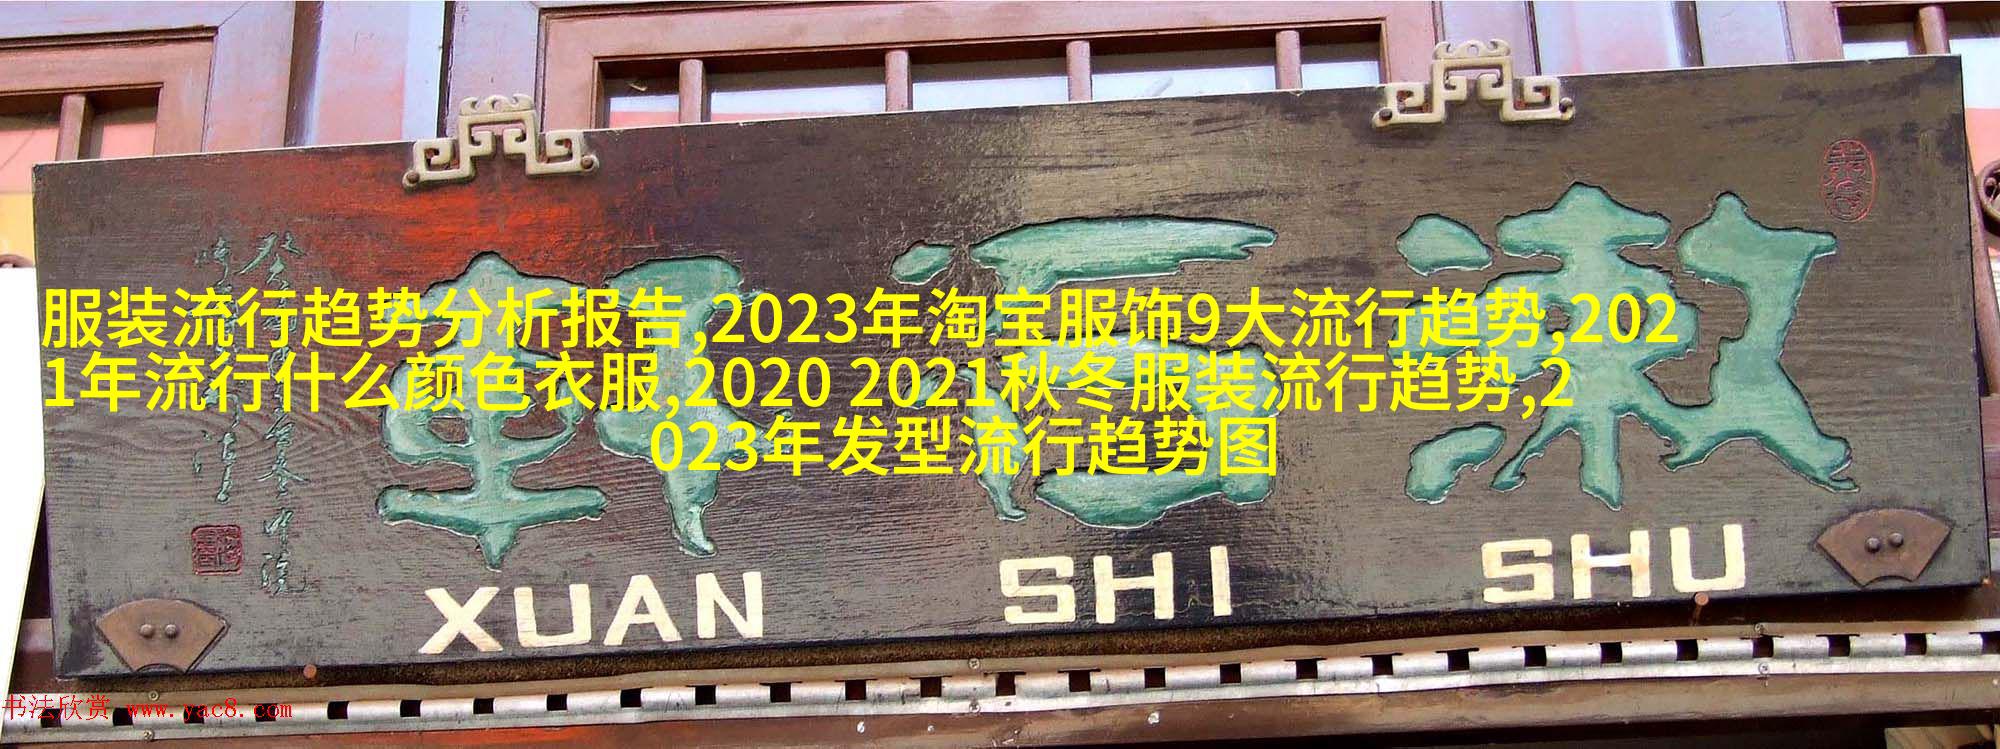 服装流行趋势分析报告,2023年淘宝服饰9大流行趋势,202
1年流行什么颜色衣服,2020 2021秋冬服装流行趋势,2
023年发型流行趋势图
漱石軒
XUAN SHI SHU
书法欣赏 www.yac8.com